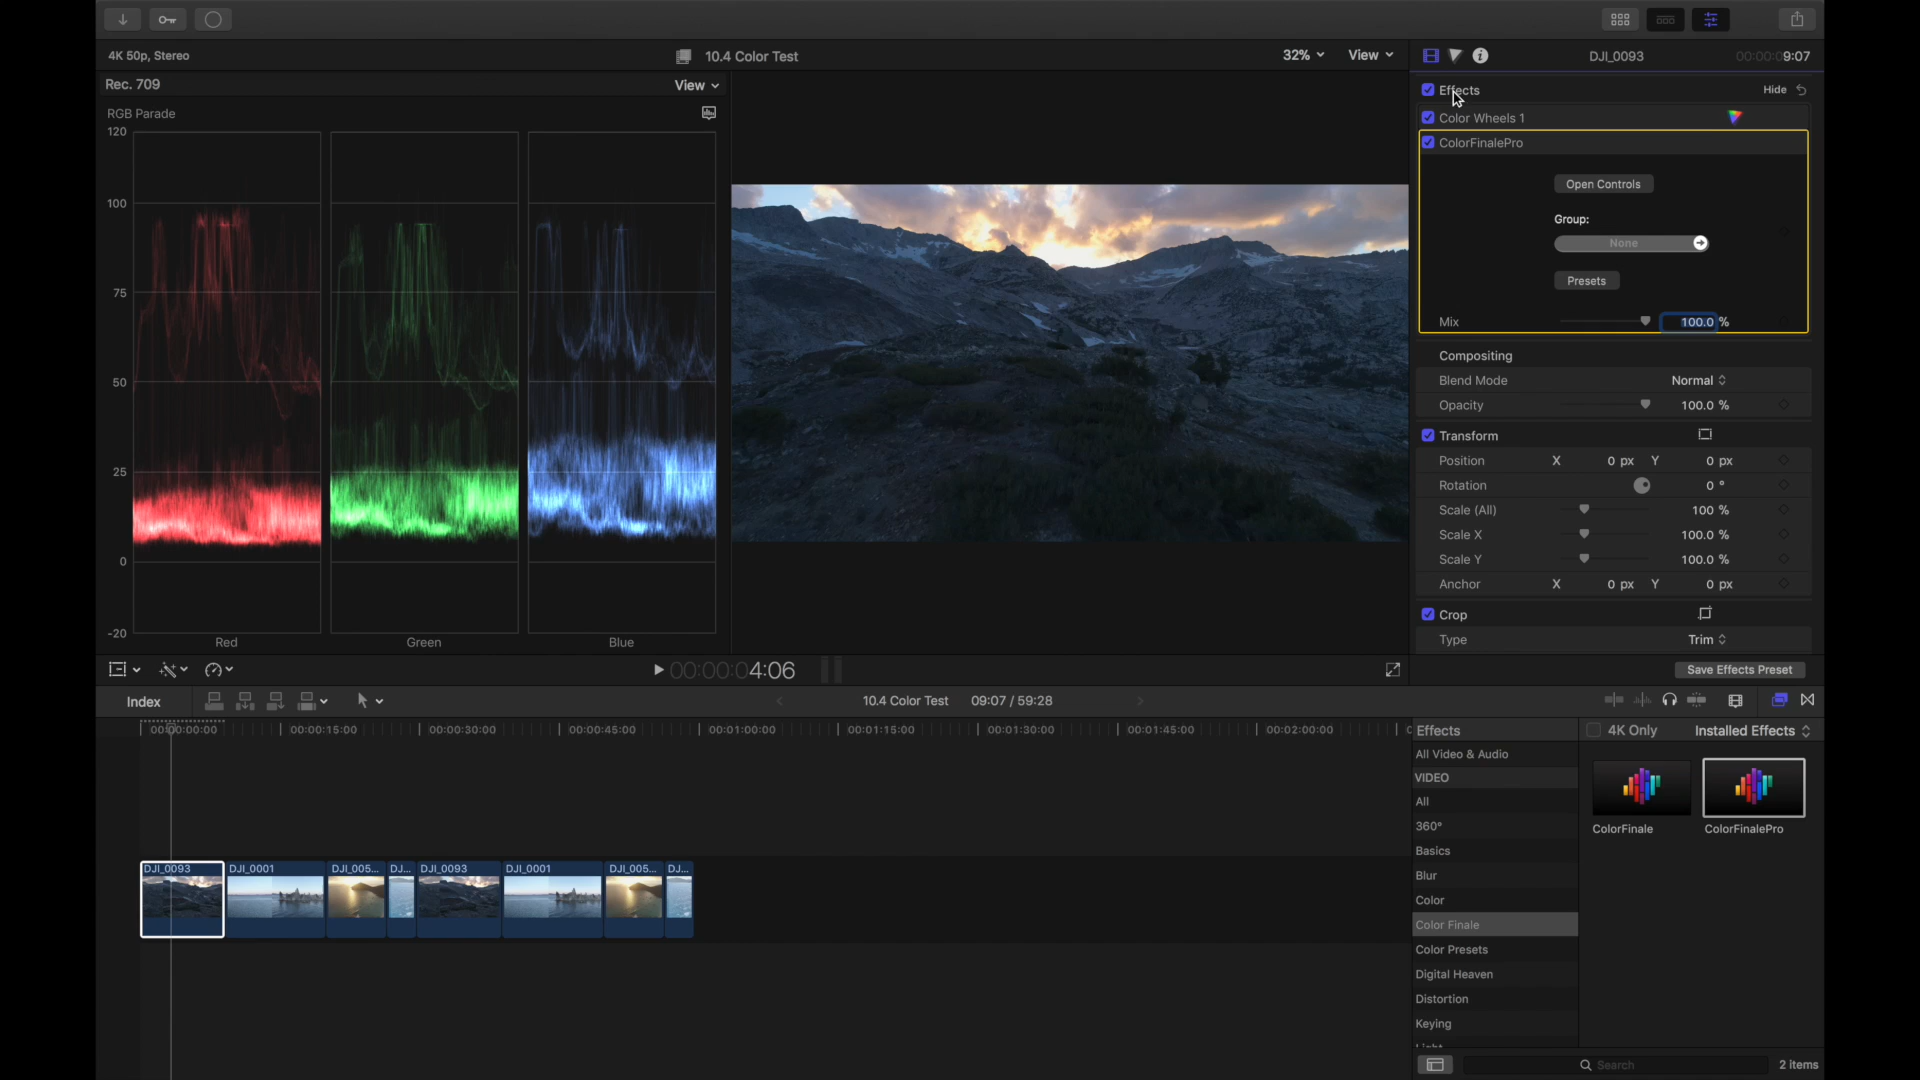 4K 50p, Stereo
10.4 Color Test
32%
View
DJI_0093
00:00:09:07
Rec. 709
View
RGB Parade
120
100
75
50
25
0
-20
Red
Green
Blue
Effects
Hide
Color Wheels 1
ColorFinalePro
Open Controls
Group:
None
Presets
Mix
100.0 %
Compositing
Blend Mode
Normal
Opacity
100.0 %
Transform
Position
X
0 px
Y
0 px
Rotation
0 °
Scale (All)
100 %
Scale X
100.0 %
Scale Y
100.0 %
Anchor
X
0 px
Y
0 px
Crop
Type
Trim
00:00:04:06
Save Effects Preset
Index
10.4 Color Test
09:07 / 59:28
00:00:00:00
00:00:15:00
00:00:30:00
00:00:45:00
00:01:00:00
00:01:15:00
00:01:30:00
00:01:45:00
00:02:00:00
DJI_0093
DJI_0001
DJI_005...
DJ...
DJI_0093
DJI_0001
DJI_005...
DJ...
Effects
4K Only
Installed Effects
All Video & Audio
VIDEO
All
360°
Basics
Blur
Color
Color Finale
Color Presets
Digital Heaven
Distortion
Keying
ColorFinale
ColorFinalePro
Search
2 items